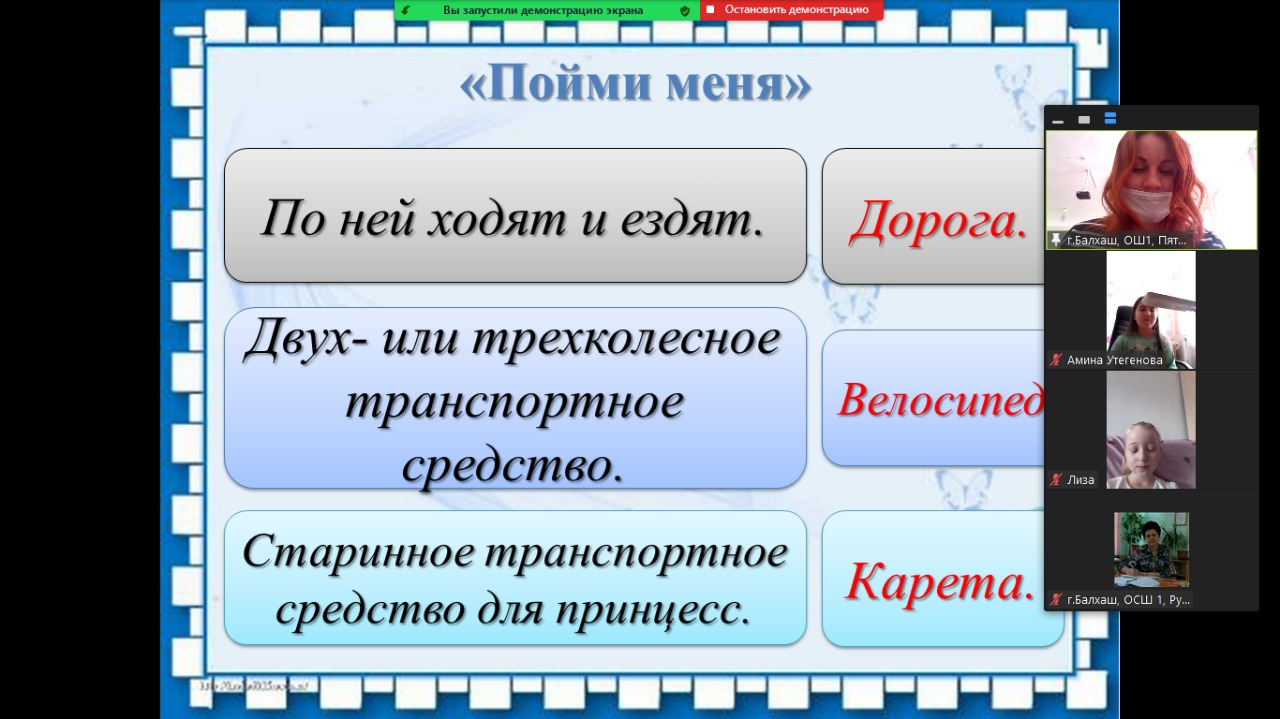 Вы запустили демонстрацию экрана
Остановить демонстрацию
«Пойми меня»
По ней ходят и ездят.
Дорога.
Двух- или трехколесное
транспортное
средство.
Велосипед
Старинное транспортное
средство для принцесс.
Карета.
г.Балхаш, ОШ1, Пят...
Амина Утегенова
Лиза
г.Балхаш, ОСШ 1, Ру...